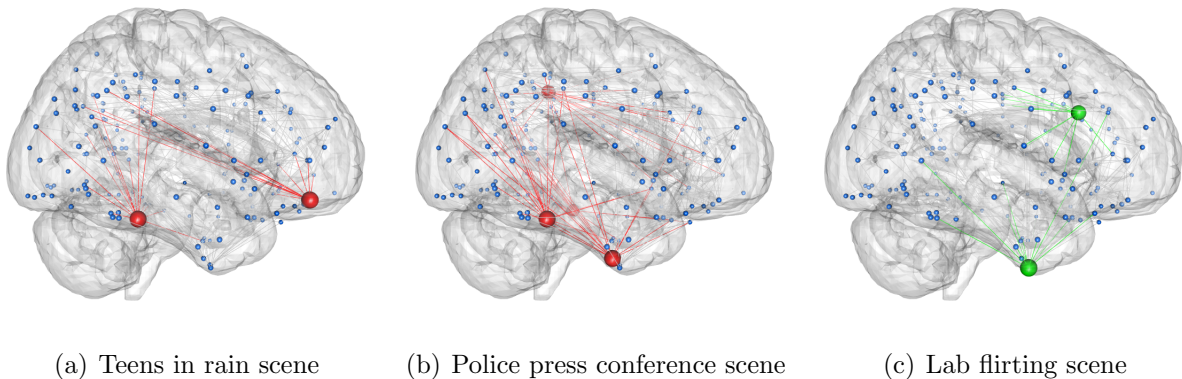 (a) Teens in rain scene
(b) Police press conference scene
(c) Lab flirting scene